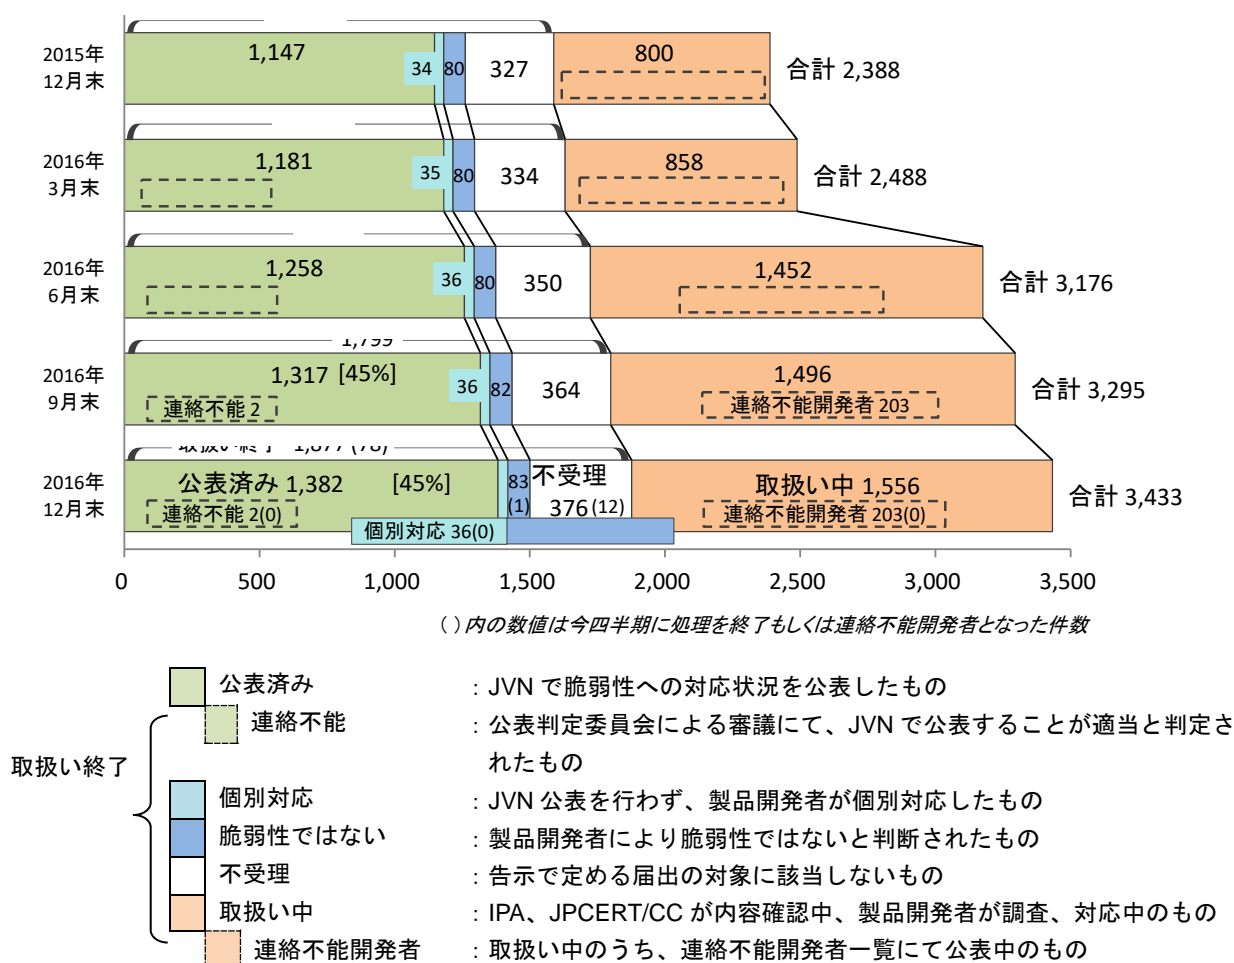 2015年
12月末
1,147
34
80
327
800
合計 2,388
2016年
3月末
1,181
35
80
334
858
合計 2,488
2016年
6月末
1,258
36
80
350
1,452
合計 3,176
1,799
2016年
9月末
1,317 [45%]
36
82
364
1,496
合計 3,295
連絡不能 2
連絡不能開発者 203
取扱い終了 1,877 (78)
2016年
12月末
公表済み 1,382 [45%]
83
(1)
不受理
376 (12)
取扱い中 1,556
合計 3,433
連絡不能 2(0)
連絡不能開発者 203(0)
個別対応 36(0)
0 500 1,000 1,500 2,000 2,500 3,000 3,500
( )内の数値は今四半期に処理を終了もしくは連絡不能開発者となった件数
取扱い終了
公表済み : JVN で脆弱性への対応状況を公表したもの
連絡不能 : 公表判定委員会による審議にて、JVN で公表することが適当と判定さ
れたもの
個別対応 : JVN 公表を行わず、製品開発者が個別対応したもの
脆弱性ではない : 製品開発者により脆弱性ではないと判断されたもの
不受理 : 告示で定める届出の対象に該当しないもの
取扱い中 : IPA、JPCERT/CC が内容確認中、製品開発者が調査、対応中のもの
連絡不能開発者 : 取扱い中のうち、連絡不能開発者一覧にて公表中のもの